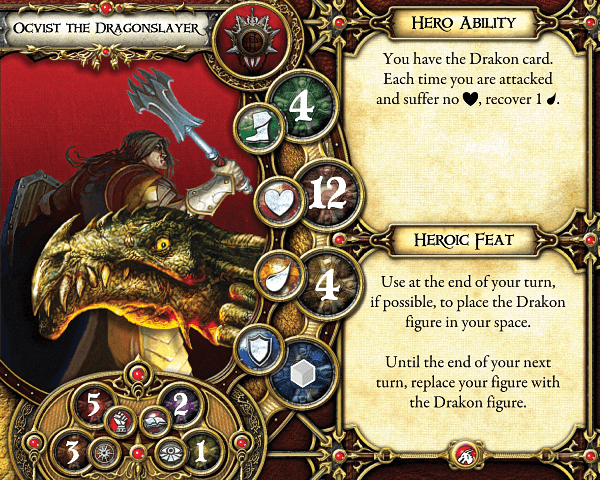 Ocvist the Dragonslayer
4
12
4
5
2
3
1
Hero Ability
You have the Drakon card.
Each time you are attacked
and suffer no ♥, recover 1 .
Heroic Feat
Use at the end of your turn,
if possible, to place the Drakon
figure in your space.
Until the end of your next
turn, replace your figure with
the Drakon figure.